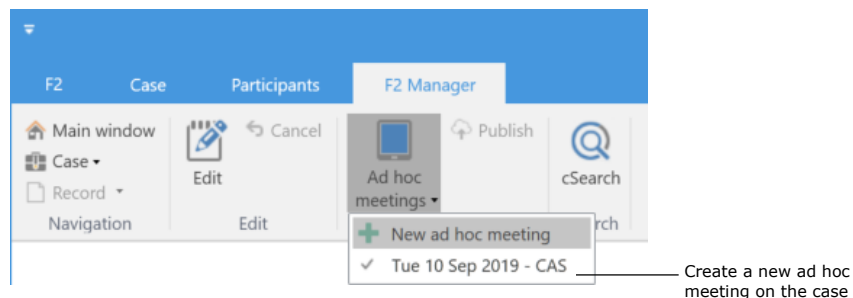 F2 Case Participants F2 Manager
Main window
Case
Record
Navigation
Edit
Cancel
Edit
Ad hoc
meetings
Publish
cSearch
rch
New ad hoc meeting
Tue 10 Sep 2019 - CAS
Create a new ad hoc
meeting on the case